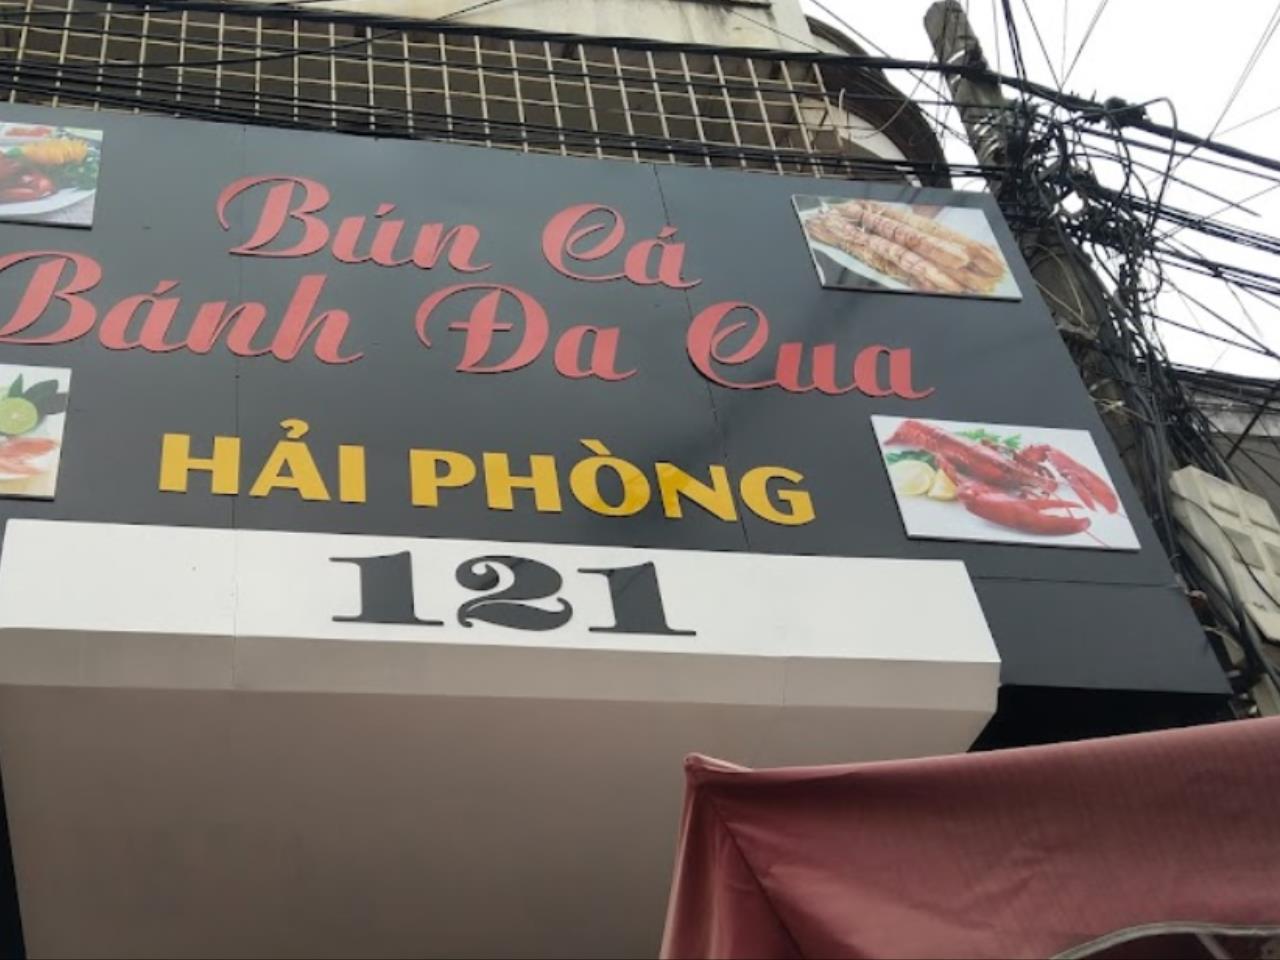 Bún Cá
Bánh Đa Cua
HẢI PHÒNG
121